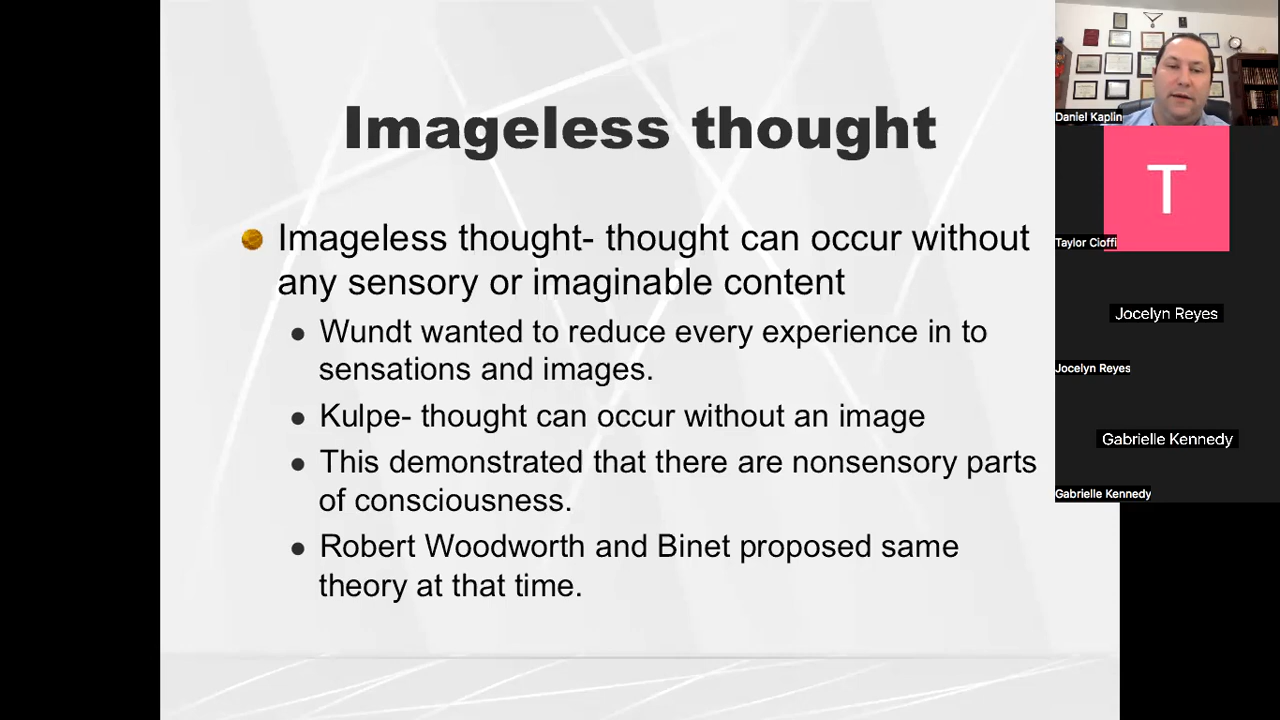 Imageless thought
Imageless thought- thought can occur without
any sensory or imaginable content
Wundt wanted to reduce every experience in to
sensations and images.
Kulpe- thought can occur without an image
This demonstrated that there are nonsensory parts
of consciousness.
Robert Woodworth and Binet proposed same
theory at that time.
Daniel Kaplin
T
Taylor Cioffi
Jocelyn Reyes
Jocelyn Reyes
Gabrielle Kennedy
Gabrielle Kennedy